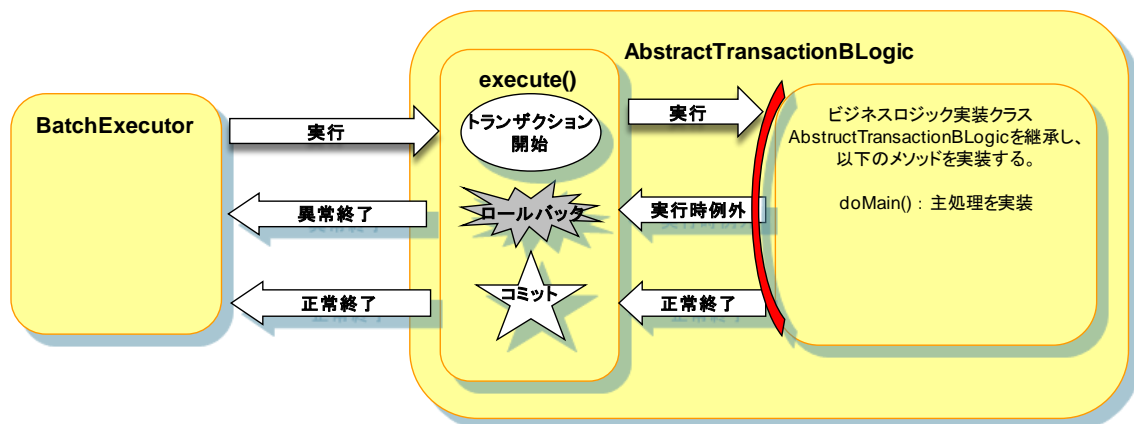 AbstractTransactionBLogic
BatchExecutor
execute()
トランザクション
開始
ロールバック
コミット
実行
異常終了
正常終了
実行
実行時例外
正常終了
ビジネスロジック実装クラス
AbstructTransactionBLogicを継承し、
以下のメソッドを実装する。
doMain() : 主処理を実装